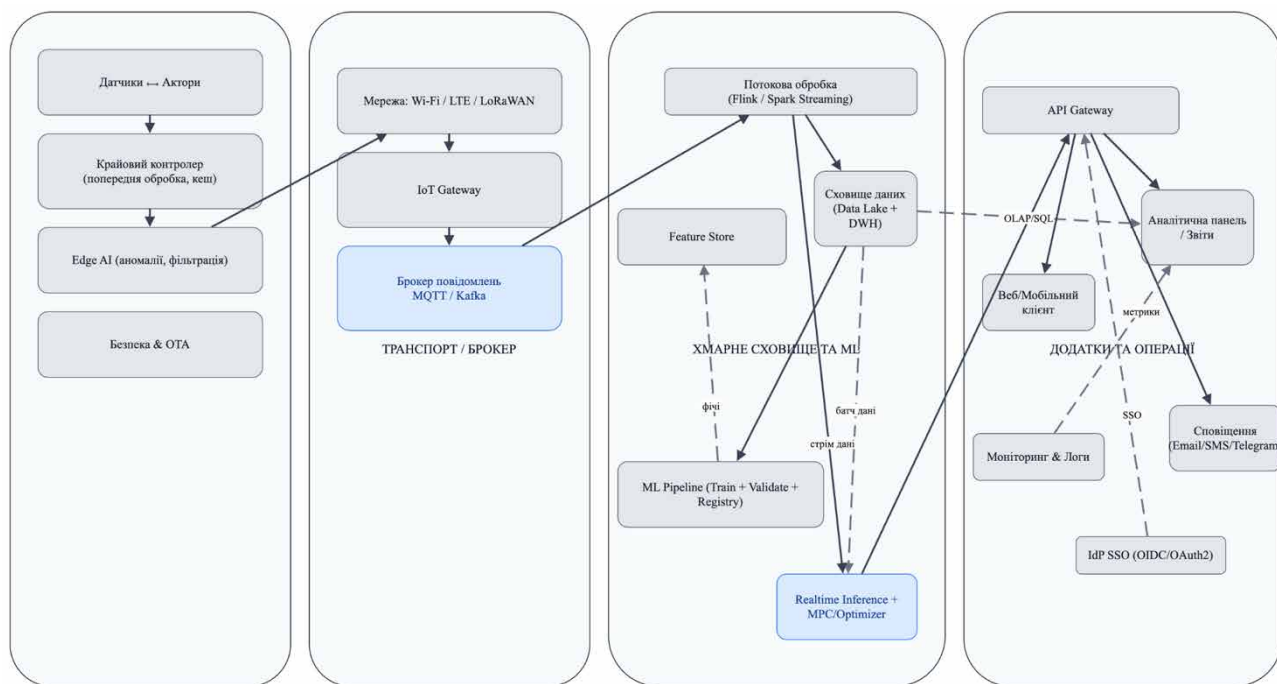 Датчики ↔ Актори
Крайовий контролер
(попередня обробка, кеш)
Edge AI (аномалії, фільтрація)
Безпека & OTA
Мережа: Wi-Fi / LTE / LoRaWAN
IoT Gateway
Брокер повідомлень
MQTT / Kafka
ТРАНСПОРТ / БРОКЕР
Потокова обробка
(Flink / Spark Streaming)
Сховище даних
(Data Lake +
DWH)
Feature Store
ХМАРНЕ СХОВИЩЕ ТА ML
фічі
батч дані
стрім дані
ML Pipeline (Train + Validate +
Registry)
Realtime Inference +
MPC/Optimizer
API Gateway
OLAP/SQL
Аналітична панель
/ Звіти
Веб/Мобільний
клієнт
метрики
ДОДАТКИ ТА ОПЕРАЦІЇ
SSO
Сповіщення
(Email/SMS/Telegram
Моніторинг & Логи
IdP SSO (OIDC/OAuth2)